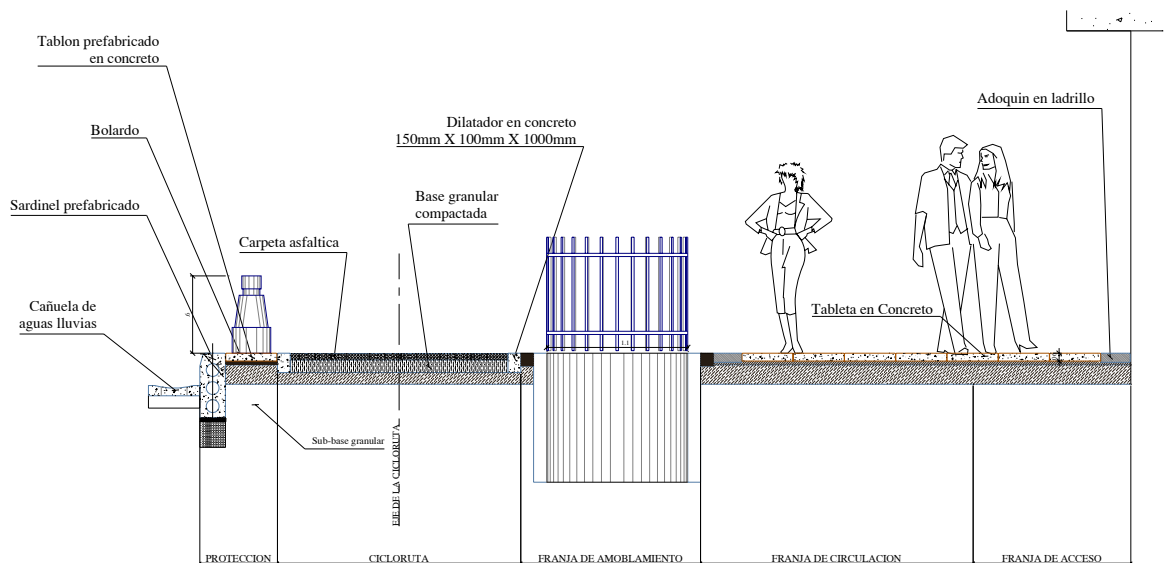 Tablon prefabricado
en concreto
Bolardo
Sardinel prefabricado
Cañuela de
aguas lluvias
Carpeta asfaltica
Base granular
compactada
Dilatador en concreto
150mm X 100mm X 1000mm
Adoquin en ladrillo
Tableta en Concreto
1.1
Sub-base granular
EJE DE LA CICLORUTA
PROTECCION
CICLORUTA
FRANJA DE AMOBLAMIENTO
FRANJA DE CIRCULACION
FRANJA DE ACCESO